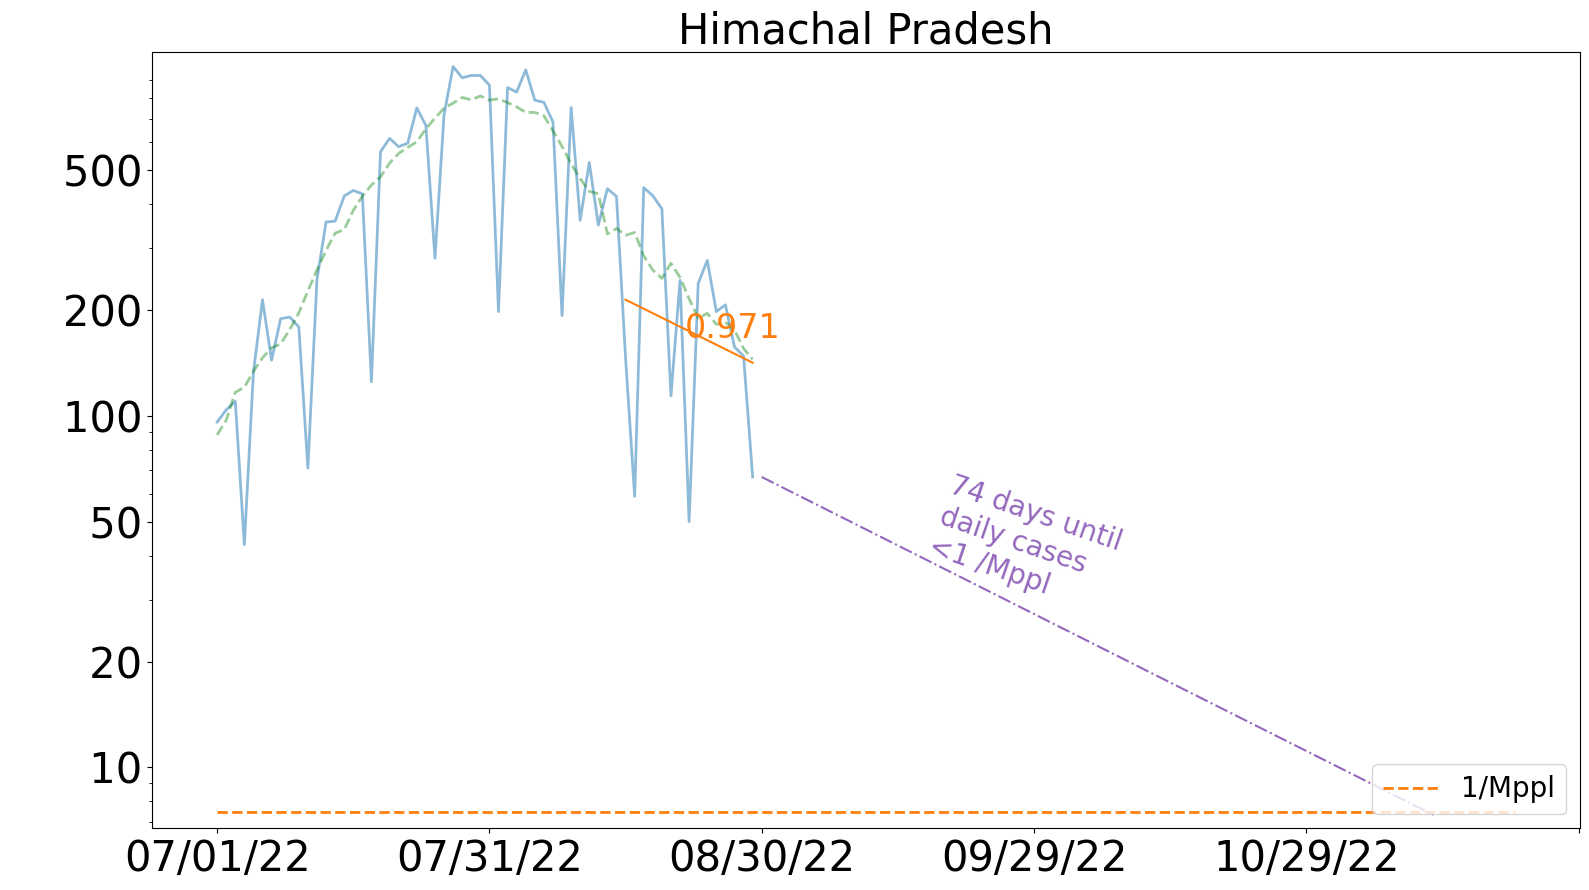 Himachal Pradesh
500
200
100
50
20
10
0.971
74 days until
daily cases
<1 /Mppl
1/Mppl
07/01/22
07/31/22
08/30/22
09/29/22
10/29/22